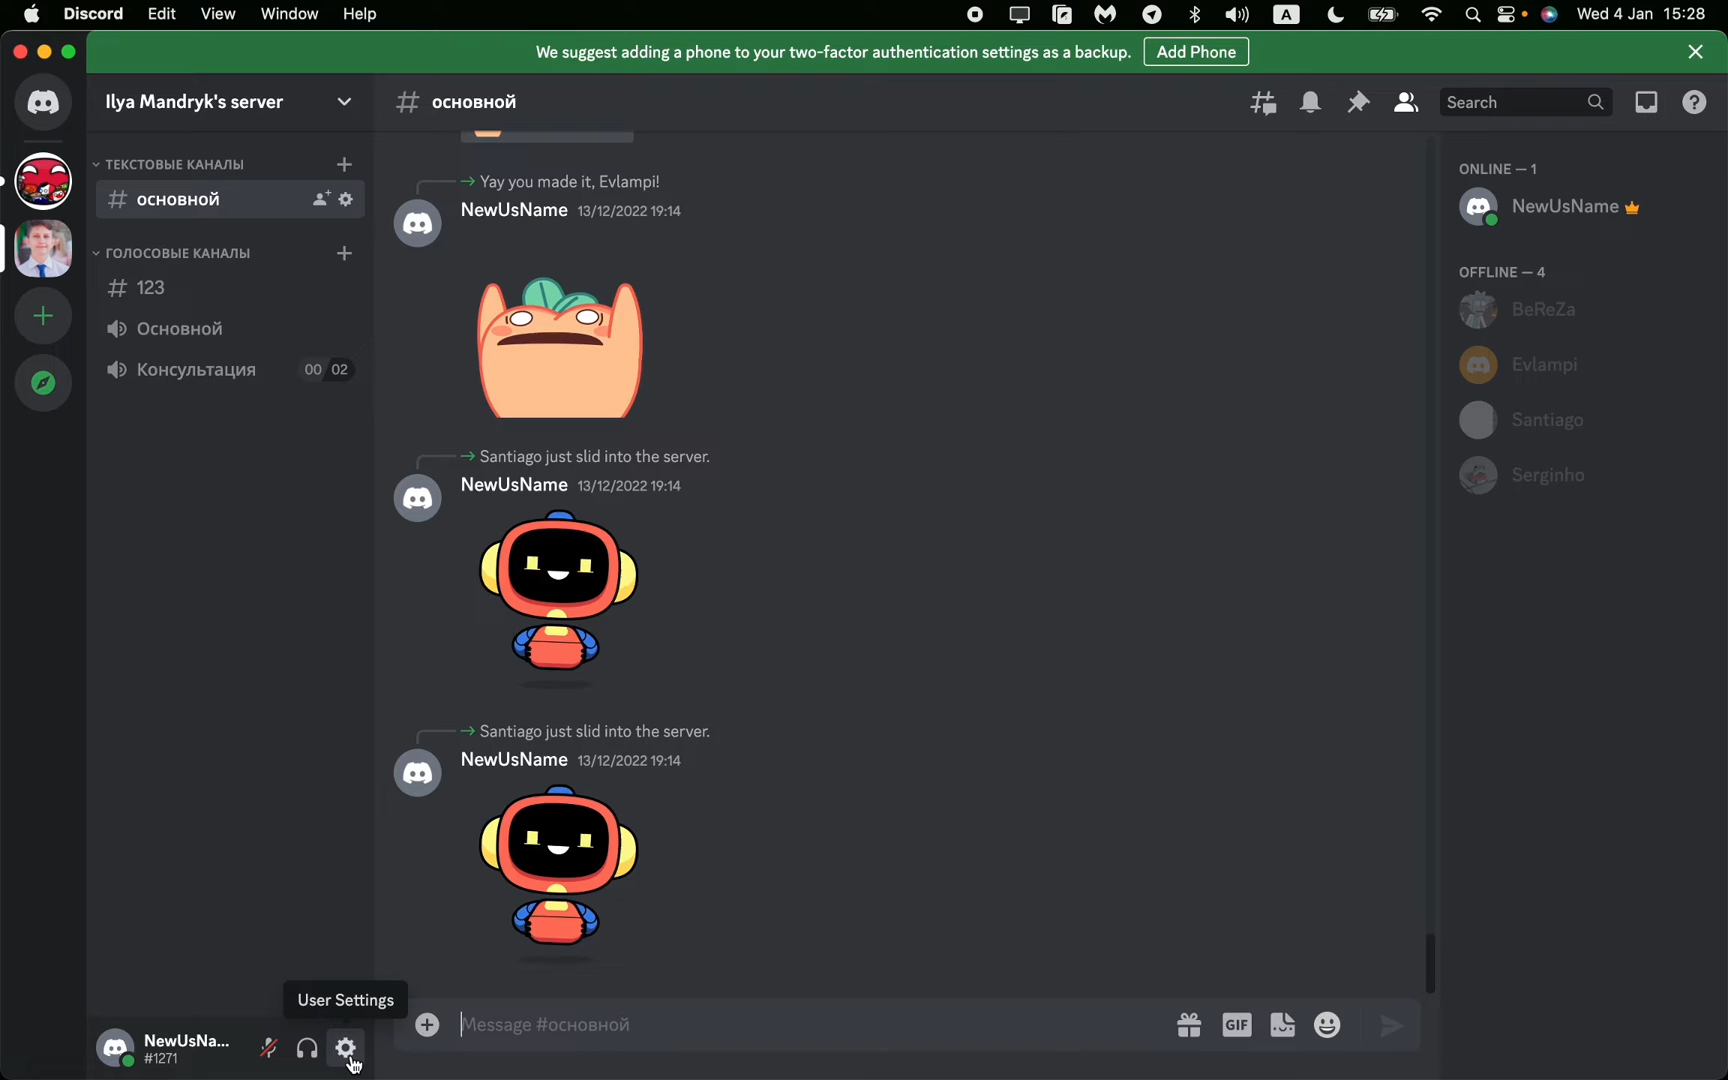 Discord Edit View Window Help A Wed 4 Jan 15:28
We suggest adding a phone to your two-factor authentication settings as a backup. Add Phone
Ilya Mandryk's server
# основной
Search
ТЕКСТОВЫЕ КАНАЛЫ
# основной
ГОЛОСОВЫЕ КАНАЛЫ
# 123
Основной
Консультация 00 02
Yay you made it, Evlampi!
NewUsName 13/12/2022 19:14
Santiago just slid into the server.
NewUsName 13/12/2022 19:14
Santiago just slid into the server.
NewUsName 13/12/2022 19:14
ONLINE — 1
NewUsName
OFFLINE — 4
BeReZa
Evlampi
Santiago
Serginho
User Settings
NewUsNa...
#1271
Message #основной
GIF